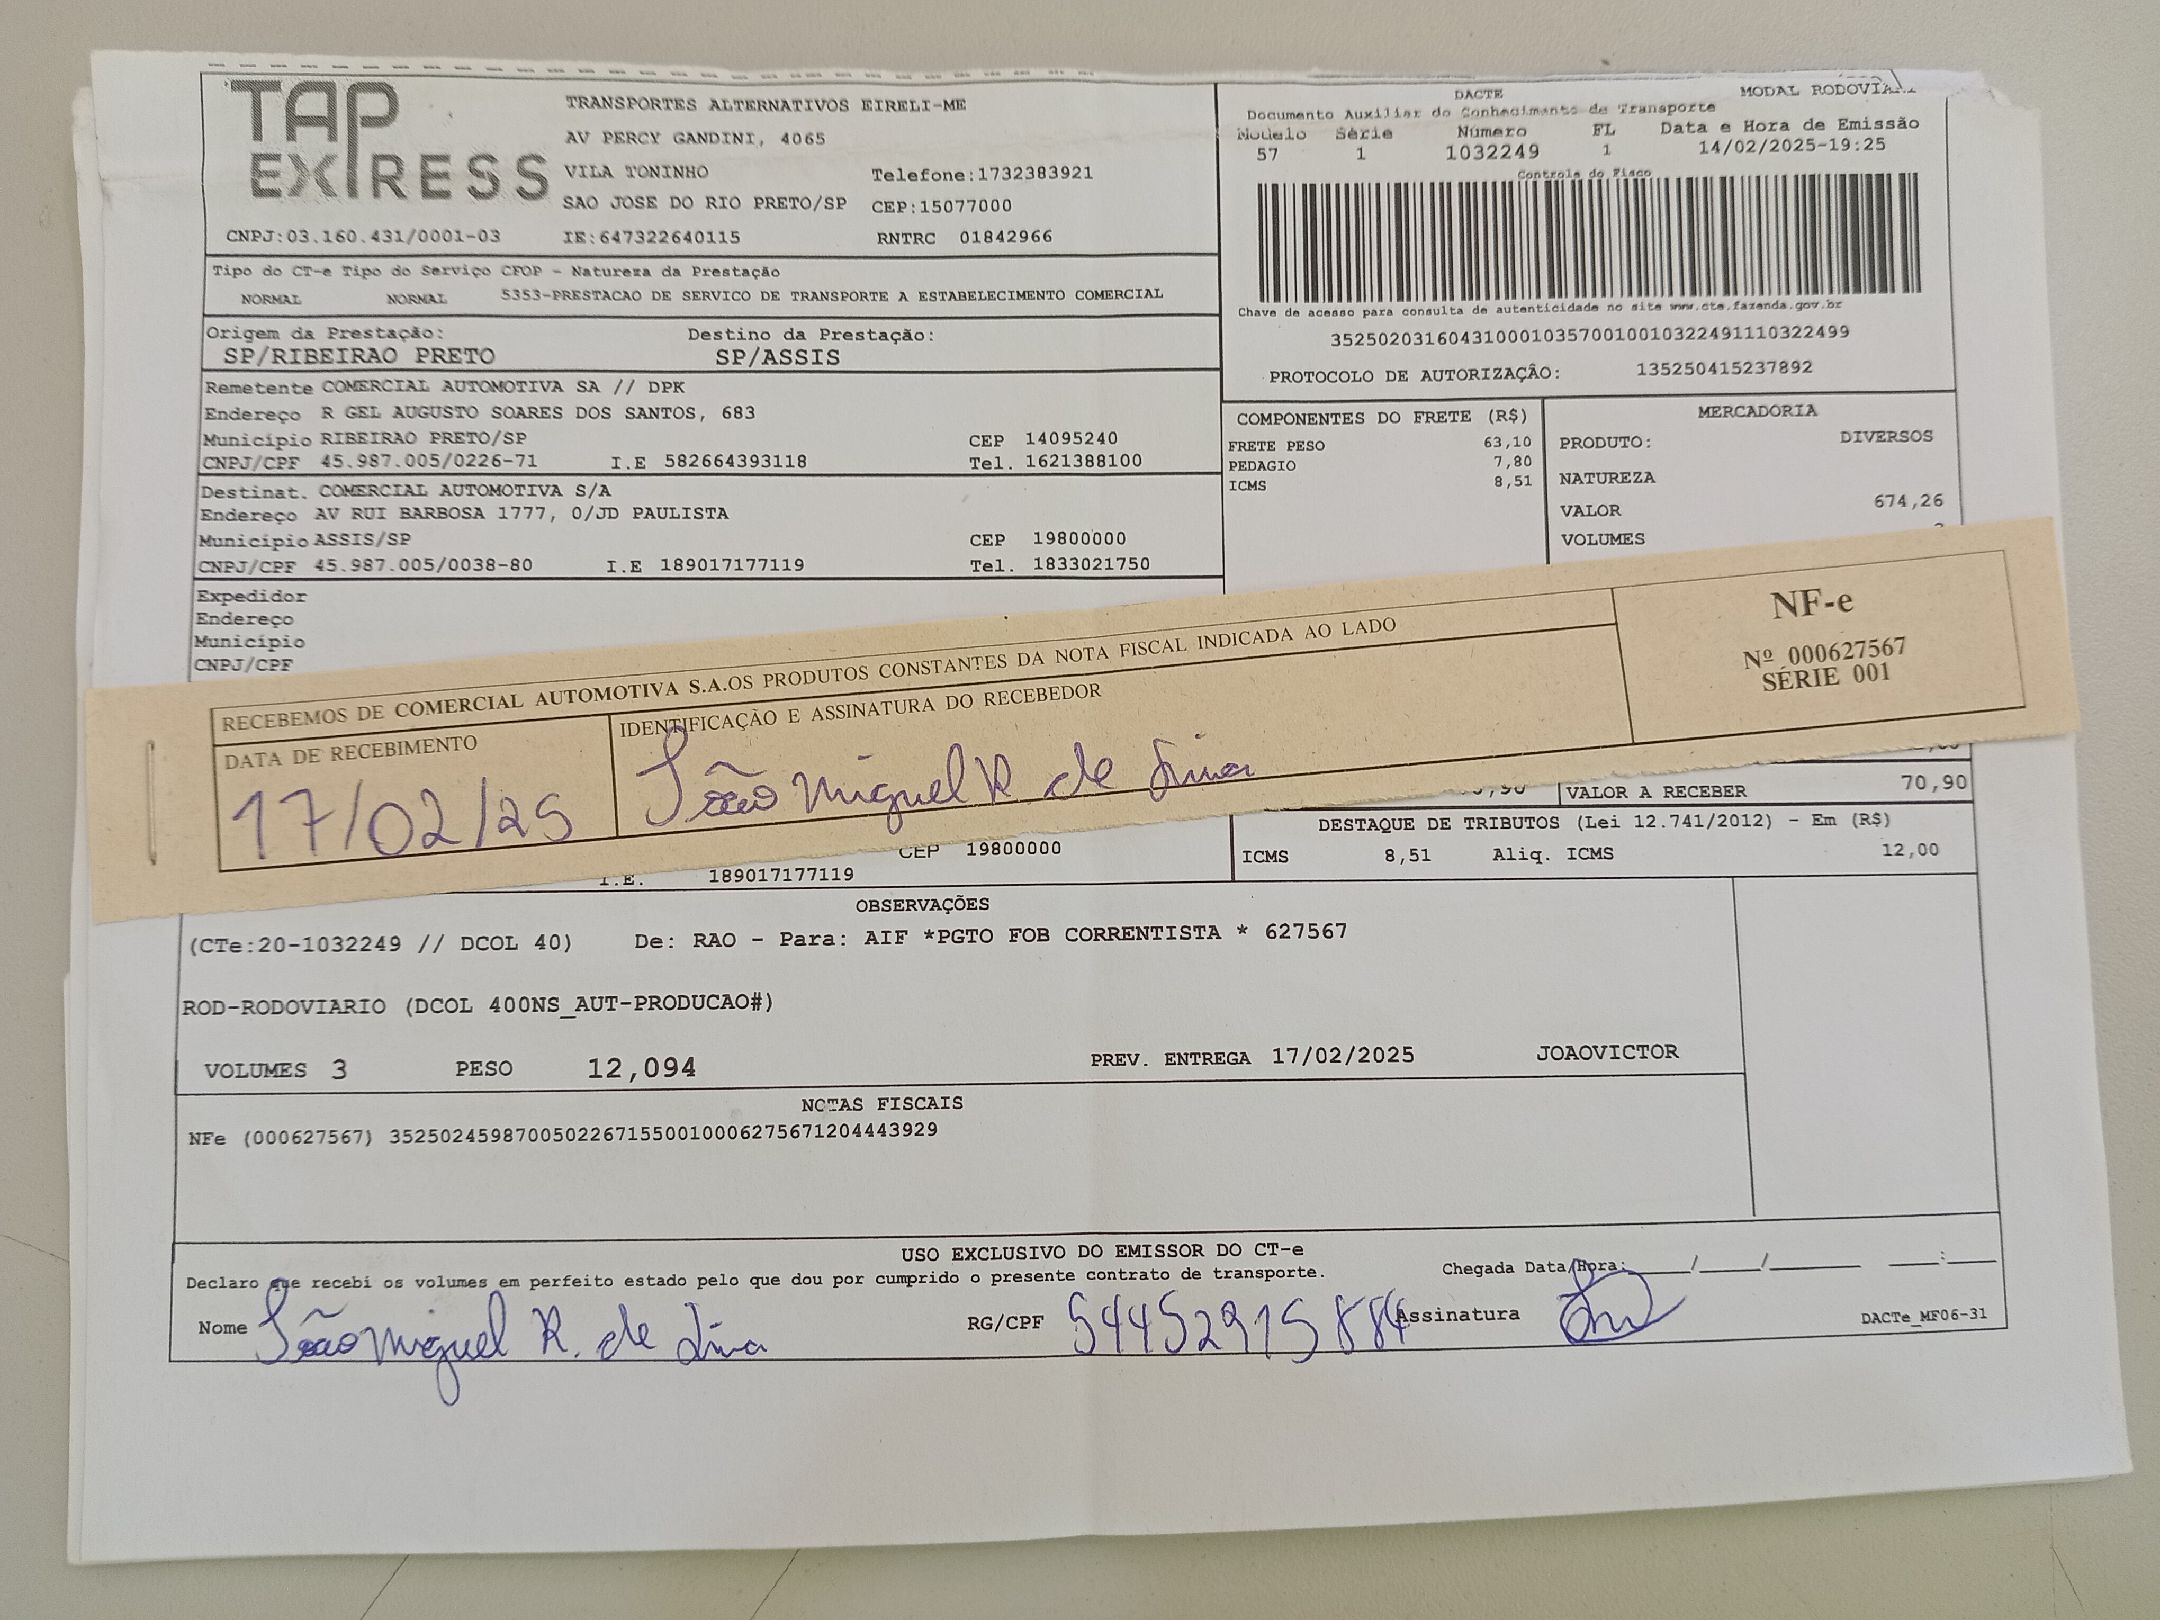 TAP EXPRESS
TRANSPORTES ALTERNATIVOS EIRELI-ME
AV PERCY GANDINI, 4065
VILA TONINHO Telefone:1732383921
SAO JOSE DO RIO PRETO/SP CEP:15077000
CNPJ:03.160.431/0001-03 IE:647322640115 RNTRC 01842966
DACTE MODAL
Documento Auxiliar do Conhecimento de Transporte
Modelo Série Número FL Data e Hora de Emissão
57 1 1032249 1 14/02/2025-19:25
Controle do Fisco
Chave de acesso para consulta de autenticidade no site www.cte.fazenda.gov.br
35250203160431000103570010010322491110322499
PROTOCOLO DE AUTORIZAÇÃO: 135250415237892
Tipo do CT-e Tipo do Serviço CFOP - Natureza da Prestação
NORMAL NORMAL 5353-PRESTACAO DE SERVICO DE TRANSPORTE A ESTABELECIMENTO COMERCIAL
Origem da Prestação: Destino da Prestação:
SP/RIBEIRAO PRETO SP/ASSIS
Remetente COMERCIAL AUTOMOTIVA SA // DPK
Endereço R GEL AUGUSTO SOARES DOS SANTOS, 683
Município RIBEIRAO PRETO/SP CEP 14095240
CNPJ/CPF 45.987.005/0226-71 I.E 582664393118 Tel. 1621388100
Destinat. COMERCIAL AUTOMOTIVA S/A
Endereço AV RUI BARBOSA 1777, 0/JD PAULISTA
Município ASSIS/SP CEP 19800000
CNPJ/CPF 45.987.005/0038-80 I.E 189017177119 Tel. 1833021750
Expedidor
Endereço
Município
CNPJ/CPF
COMPONENTES DO FRETE (R$)
FRETE PESO 63,10
PEDAGIO 7,80
ICMS 8,51
MERCADORIA
PRODUTO: DIVERSOS
NATUREZA
VALOR 674,26
VOLUMES
RECEBEMOS DE COMERCIAL AUTOMOTIVA S.A.OS PRODUTOS CONSTANTES DA NOTA FISCAL INDICADA AO LADO
DATA DE RECEBIMENTO
17/02/25
IDENTIFICAÇÃO E ASSINATURA DO RECEBEDOR
João Miguel R de Lima
NF-e
Nº 000627567
SÉRIE 001
VALOR A RECEBER 70,90
DESTAQUE DE TRIBUTOS (Lei 12.741/2012) - Em (R$)
ICMS 8,51 Aliq. ICMS 12,00
CEP 19800000
I.E. 189017177119
OBSERVAÇÕES
(CTe:20-1032249 // DCOL 40) De: RAO - Para: AIF *PGTO FOB CORRENTISTA * 627567
ROD-RODOVIARIO (DCOL 400NS_AUT-PRODUCAO#)
VOLUMES 3 PESO 12,094 PREV. ENTREGA 17/02/2025 JOAOVICTOR
NOTAS FISCAIS
NFe (000627567) 35250245987005022671550010006275671204443929
USO EXCLUSIVO DO EMISSOR DO CT-e
Declaro que recebi os volumes em perfeito estado pelo que dou por cumprido o presente contrato de transporte. Chegada Data/Hora: ____/____/____ ____:____
Nome João Miguel R. de Lima RG/CPF 54452915884 Assinatura DACTe_MF06-31